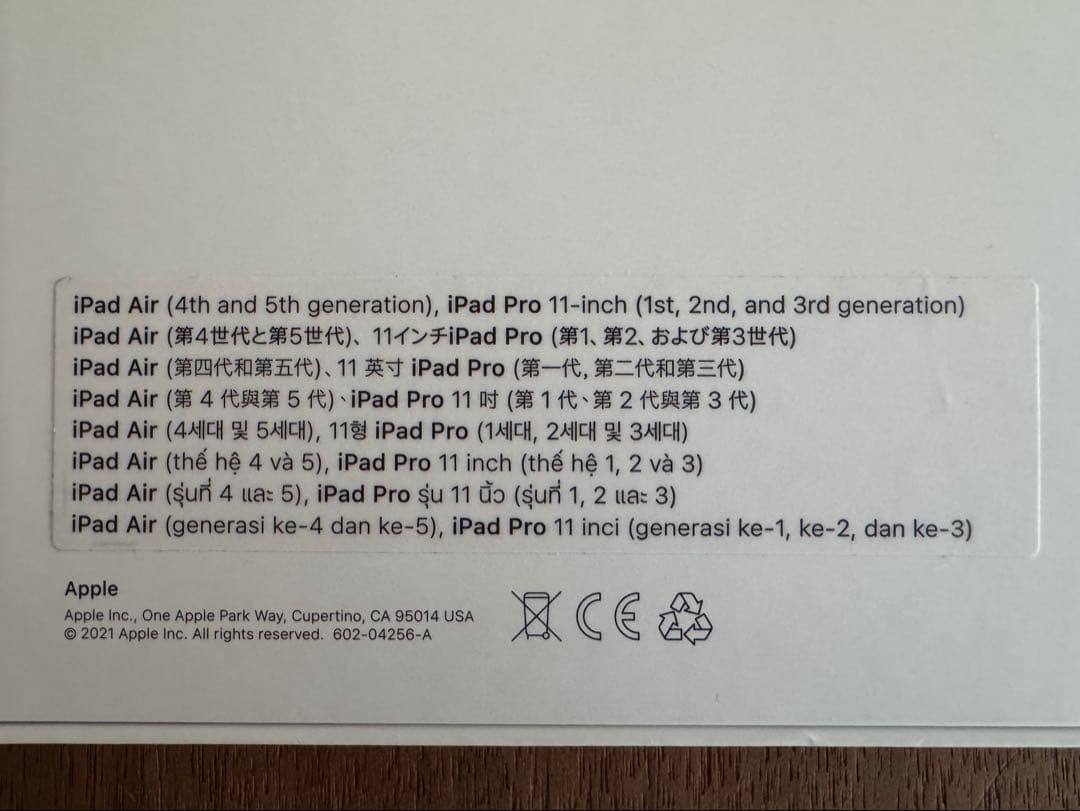 iPad Air (4th and 5th generation), iPad Pro 11-inch (1st, 2nd, and 3rd generation)
iPad Air (第4世代と第5世代)、11インチiPad Pro (第1、第2、および第3世代)
iPad Air (第四代和第五代)、11 英寸 iPad Pro (第一代, 第二代和第三代)
iPad Air (第 4 代與第 5 代)、iPad Pro 11 吋 (第 1 代、第 2 代與第 3 代)
iPad Air (4세대 및 5세대), 11형 iPad Pro (1세대, 2세대 및 3세대)
iPad Air (thế hệ 4 và 5), iPad Pro 11 inch (thế hệ 1, 2 và 3)
iPad Air (รุ่นที่ 4 และ 5), iPad Pro รุ่น 11 นิ้ว (รุ่นที่ 1, 2 และ 3)
iPad Air (generasi ke-4 dan ke-5), iPad Pro 11 inci (generasi ke-1, ke-2, dan ke-3)
Apple
Apple Inc., One Apple Park Way, Cupertino, CA 95014 USA
© 2021 Apple Inc. All rights reserved. 602-04256-A